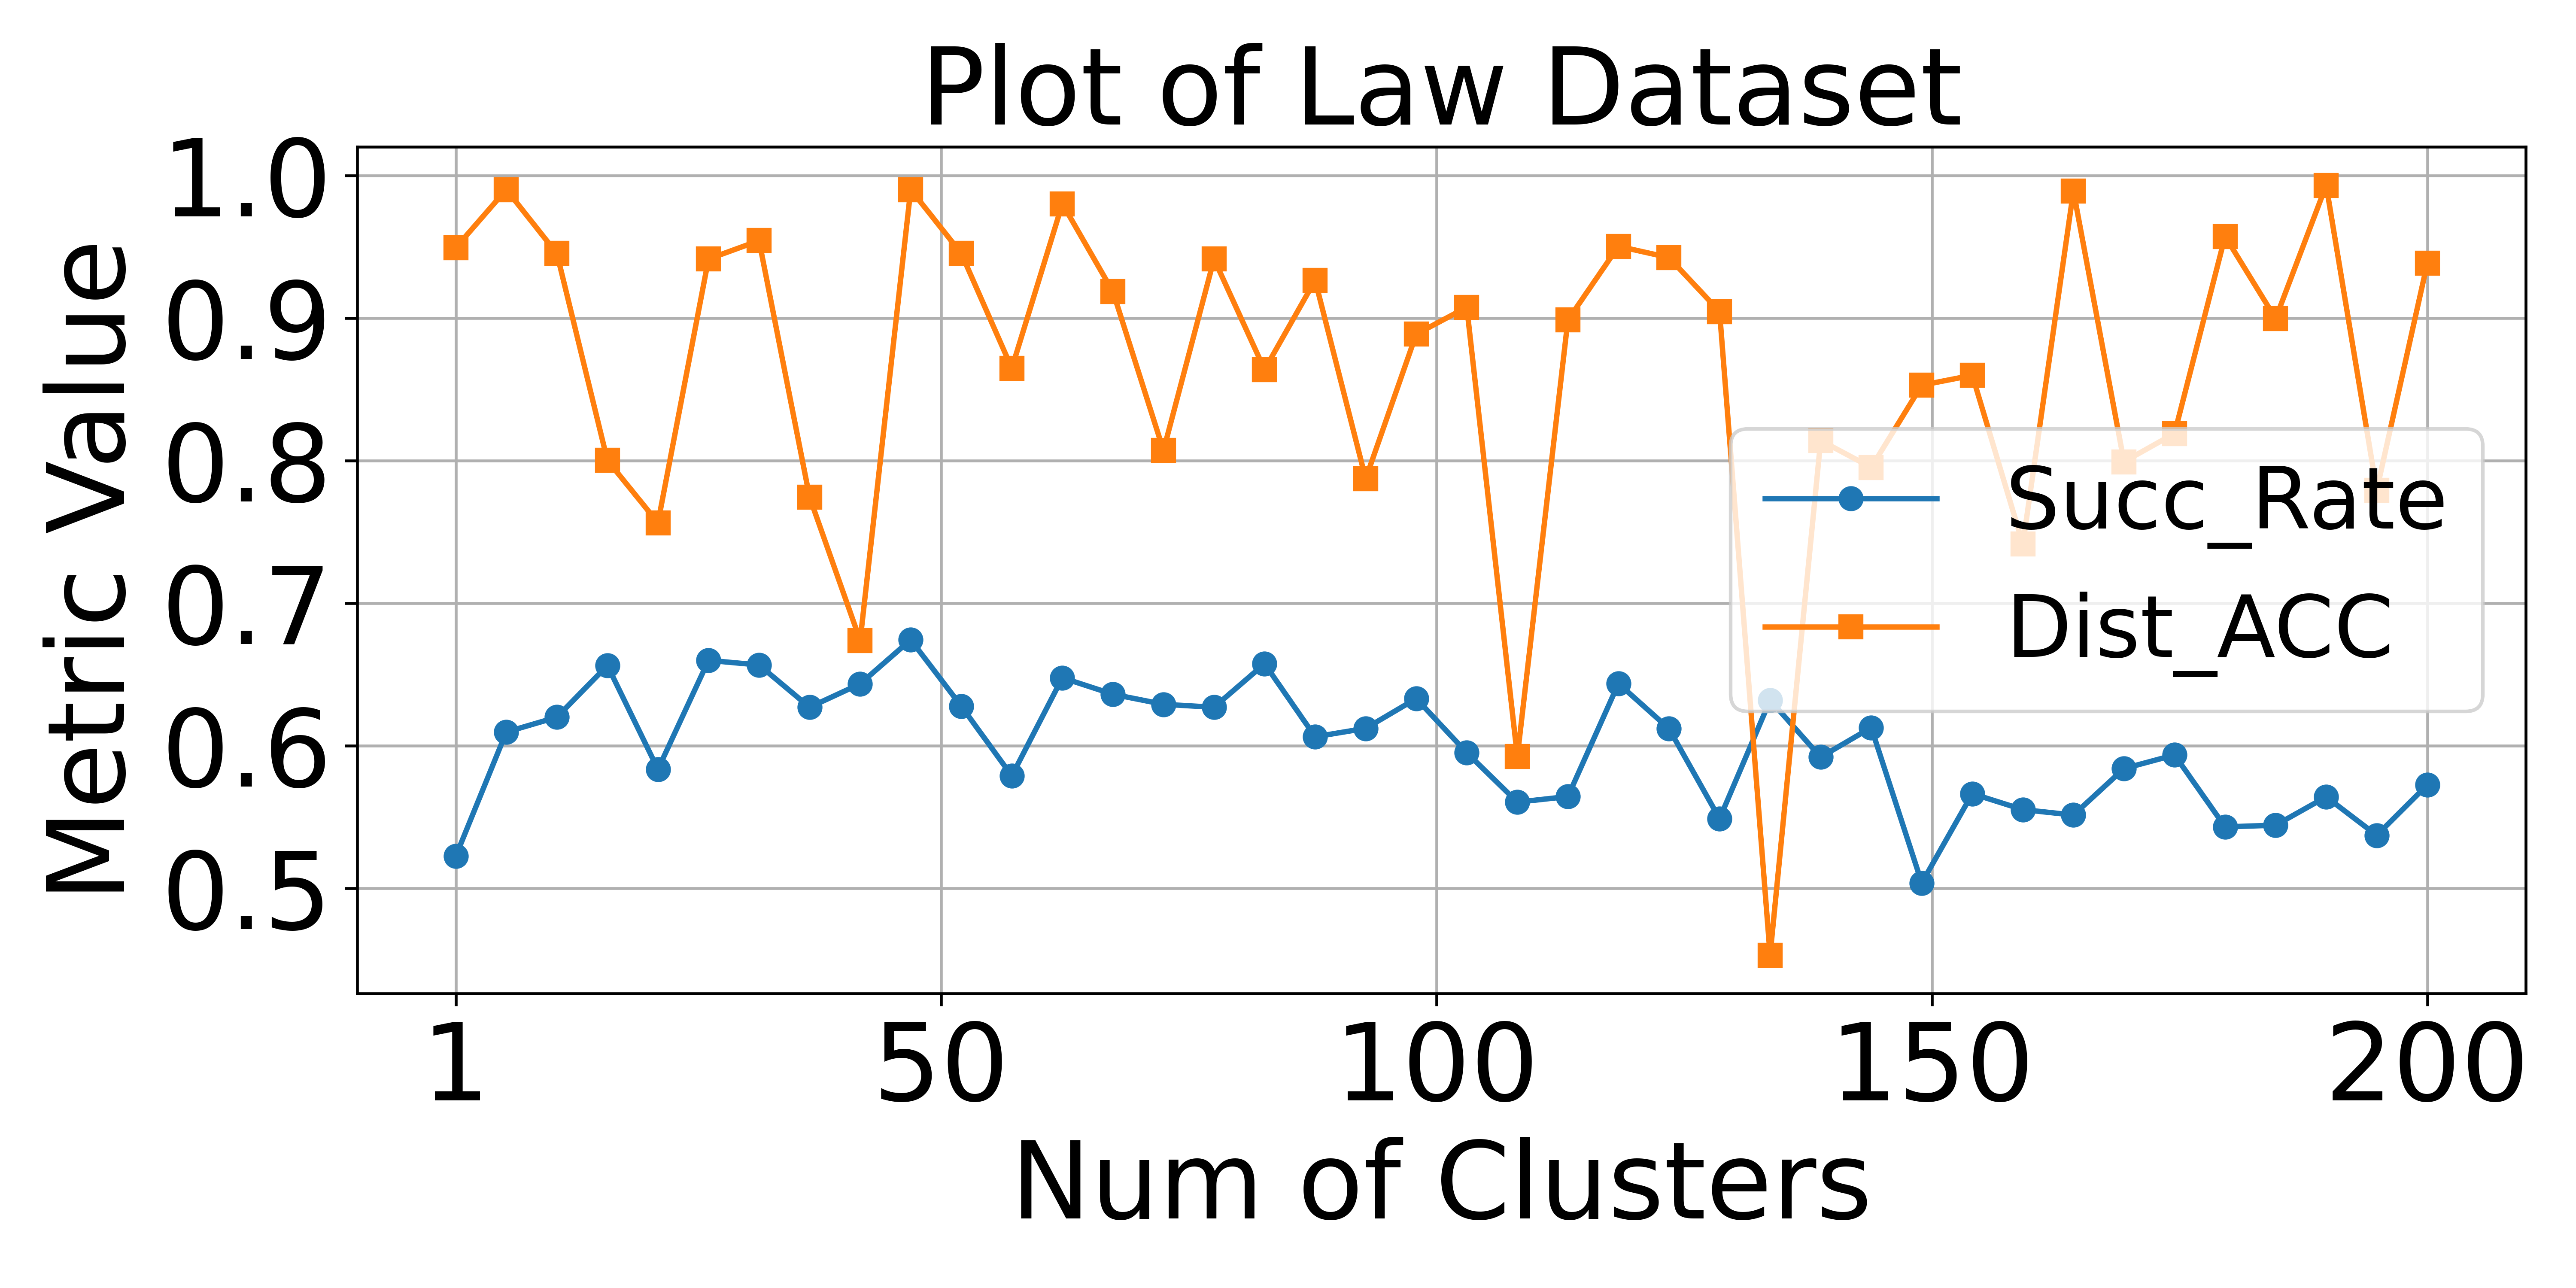 Plot of Law Dataset
1.0
0.9
0.8
0.7
0.6
0.5
Metric Value
Succ_Rate
Dist_ACC
1 50 100 150 200
Num of Clusters